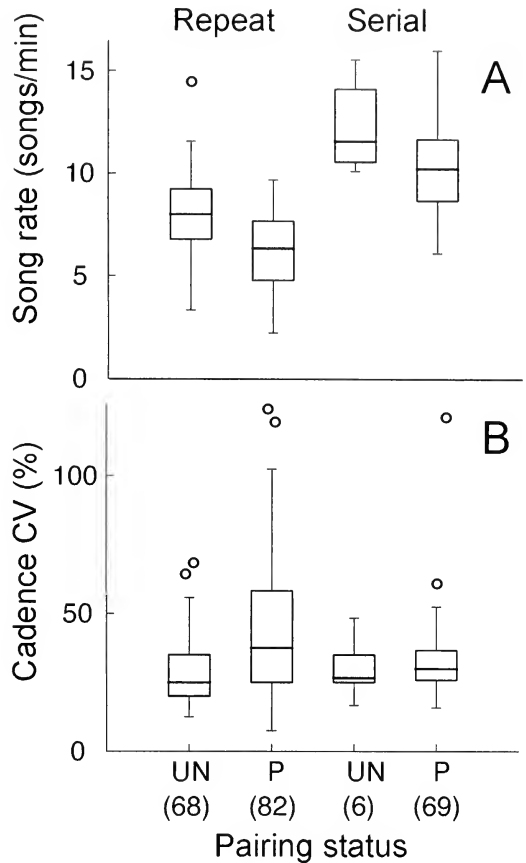 Repeat Serial
A
Song rate (songs/min)
15
10
5
0
B
Cadence CV (%)
100
50
0
UN P UN P
(68) (82) (6) (69)
Pairing status